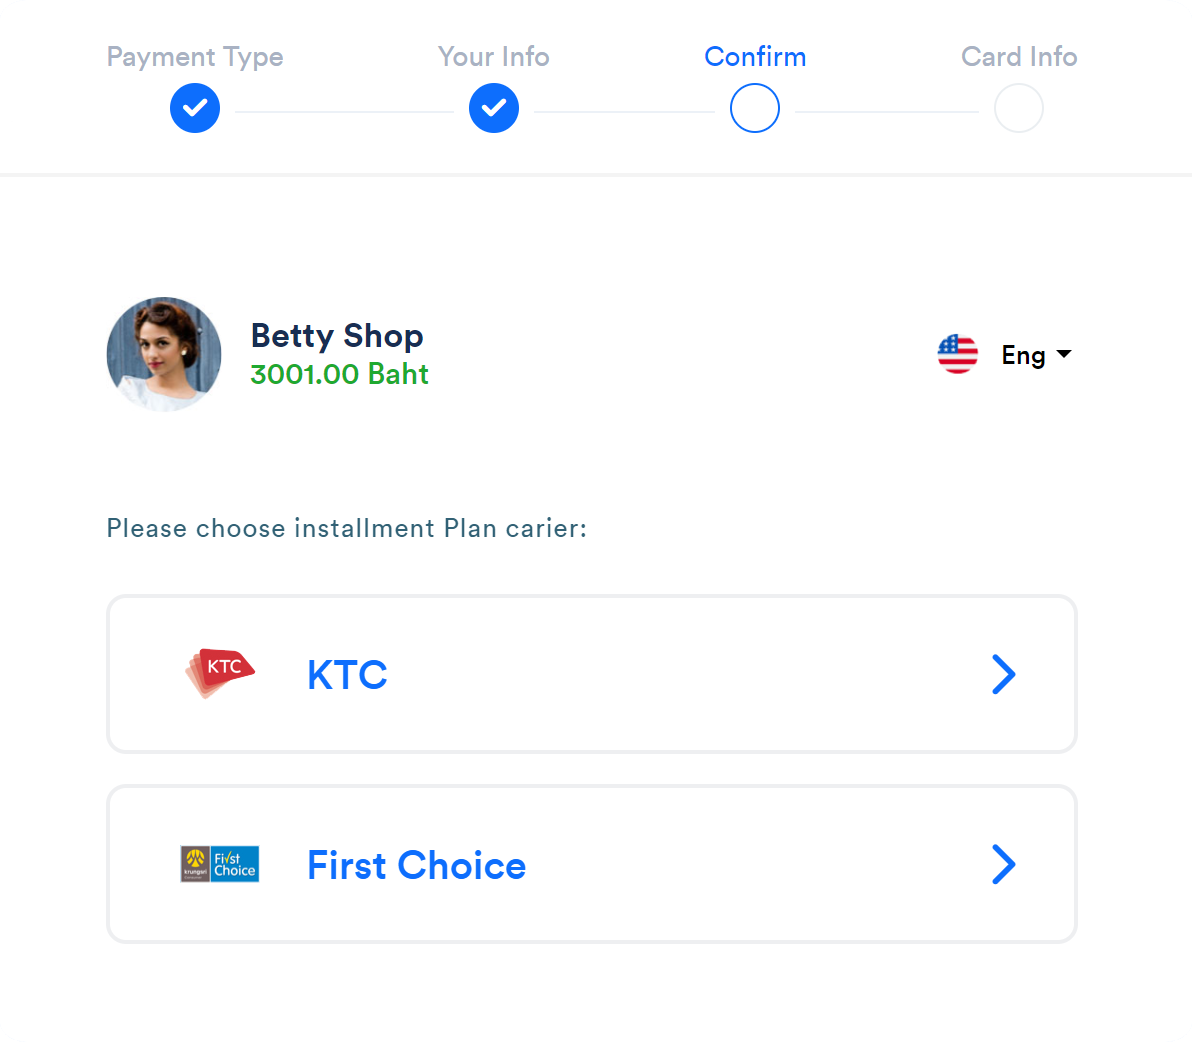 Payment Type
Your Info
Confirm
Card Info
Betty Shop
3001.00 Baht
Eng
Please choose installment Plan carier:
KTC
KTC
krungsri
First
Choice
First Choice